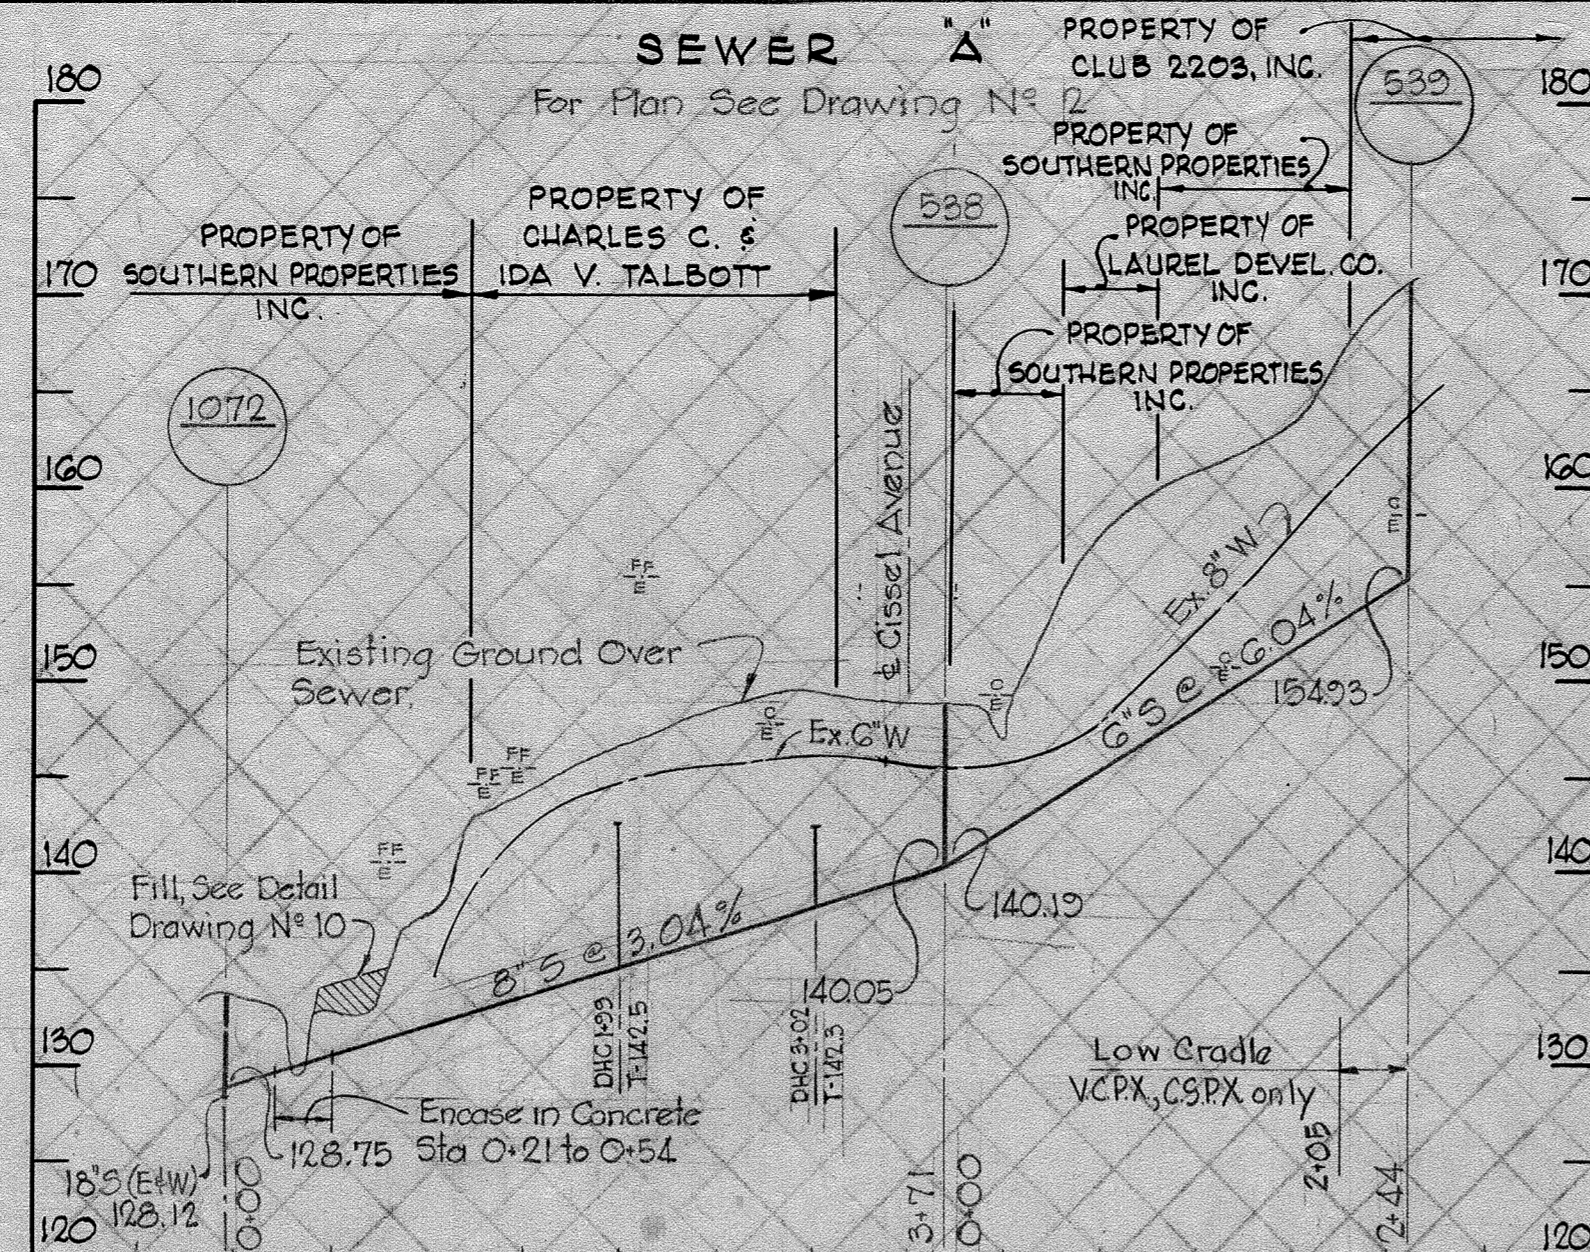 SEWER "A"
For Plan See Drawing Nº 12
PROPERTY OF
CLUB 2203, INC.
539
180
180
PROPERTY OF
SOUTHERN PROPERTIES
INC.
PROPERTY OF
CHARLES C. &
IDA V. TALBOTT
538
PROPERTY OF
SOUTHERN PROPERTIES
INC.
PROPERTY OF
LAUREL DEVEL. CO.
INC.
170
170
PROPERTY OF
SOUTHERN PROPERTIES
INC.
1072
160
160
℄ Cissel Avenue
C
E
FF
E
Ex. 8" W
Existing Ground Over
Sewer
150
150
6" S @ 6.04%
C
E
154.93
C
E
C
E
Ex. 6" W
FF
E
FF
E
FF
E
140
140
Fill, See Detail
Drawing Nº 10
8" S @ 3.04%
140.19
140.05
DHC 1+99
T-142.5
DHC 3+02
T-142.3
130
130
Low Cradle
V.C.P.X., C.S.P.X only
Encase in Concrete
Sta 0+21 to 0+54
128.75
18"S (E&W)
128.12
0+00
3+71
0+00
2+05
2+44
120
120